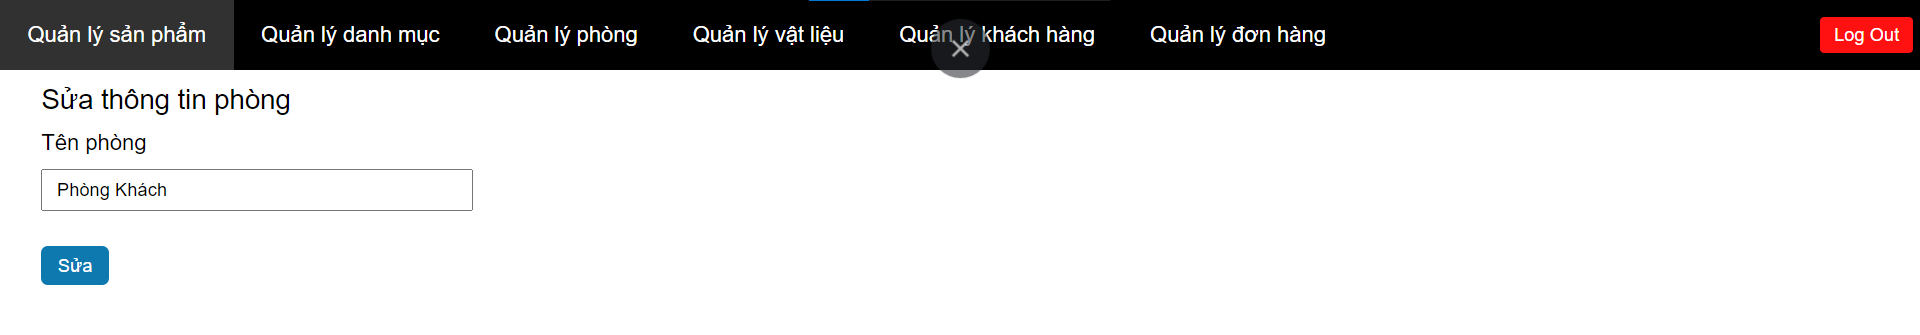 Quản lý sản phẩm Quản lý danh mục Quản lý phòng Quản lý vật liệu Quản lý khách hàng Quản lý đơn hàng Log Out
Sửa thông tin phòng
Tên phòng
Phòng Khách
Sửa